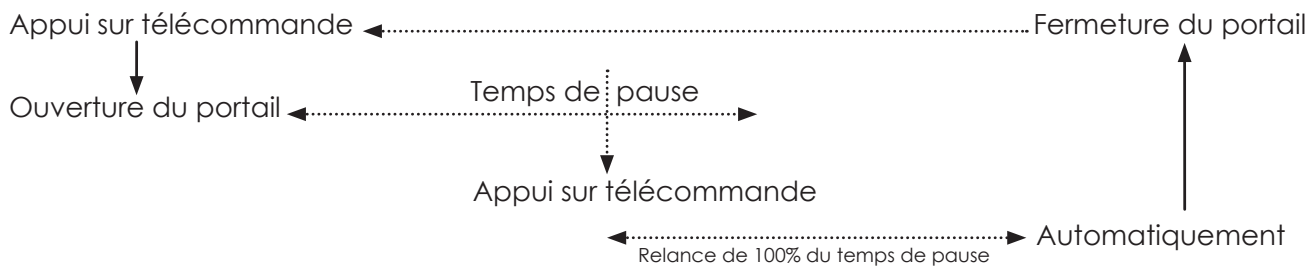 Appui sur télécommande
Fermeture du portail
Ouverture du portail
Temps de pause
Appui sur télécommande
Automatiquement
Relance de 100% du temps de pause